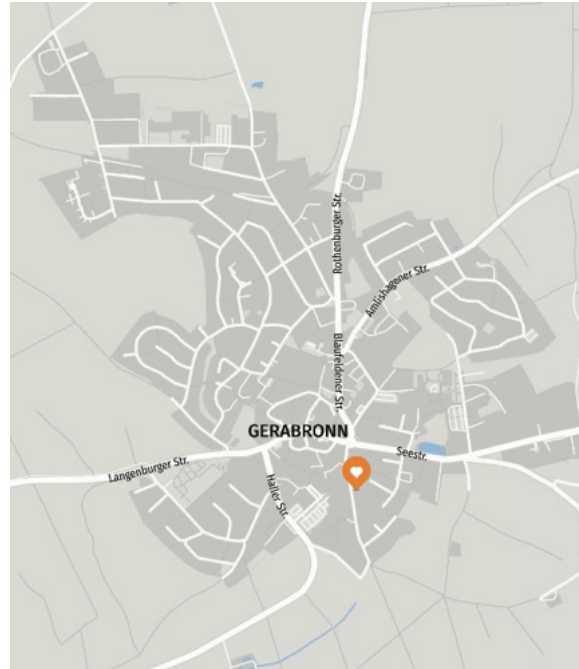 Rothenburger Str.
Amlishagener Str.
Blaufeldener Str.
GERABRONN
Seestr.
Langenburger Str.
Haller Str.